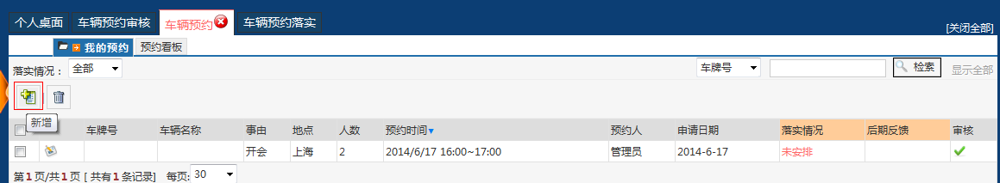 个人桌面 车辆预约审核 车辆预约 车辆预约落实 [关闭全部]
我的预约 预约看板
落实情况： 全部 车牌号 检索 显示全部
新增
车牌号 车辆名称 事由 地点 人数 预约时间 预约人 申请日期 落实情况 后期反馈 审核
开会 上海 2 2014/6/17 16:00~17:00 管理员 2014-6-17 未安排
第1页/共1页 [ 共有1条记录] 每页: 30